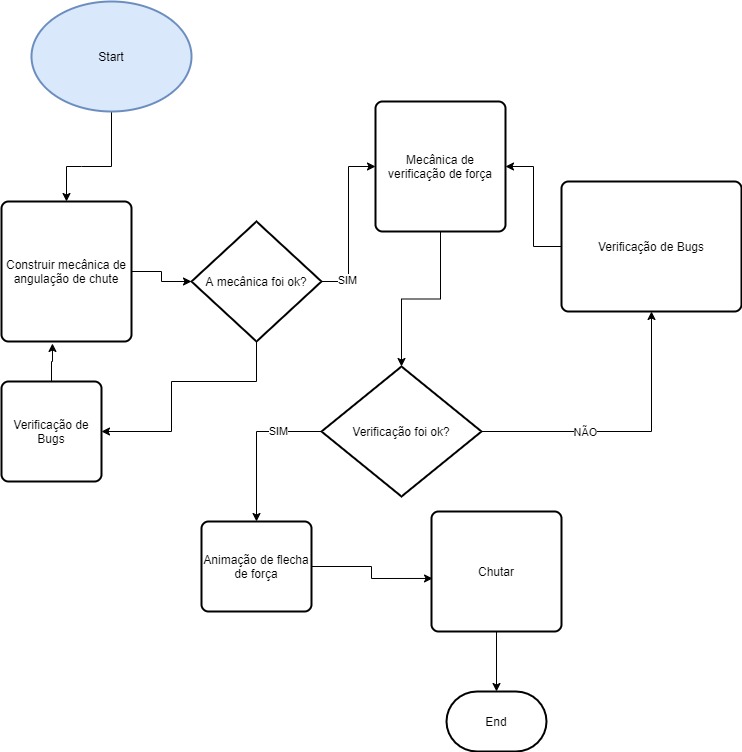 Start
Construir mecânica de
angulação de chute
A mecânica foi ok?
SIM
Mecânica de
verificação de força
Verificação de Bugs
Verificação de
Bugs
Verificação foi ok?
SIM
NÃO
Animação de flecha
de força
Chutar
End